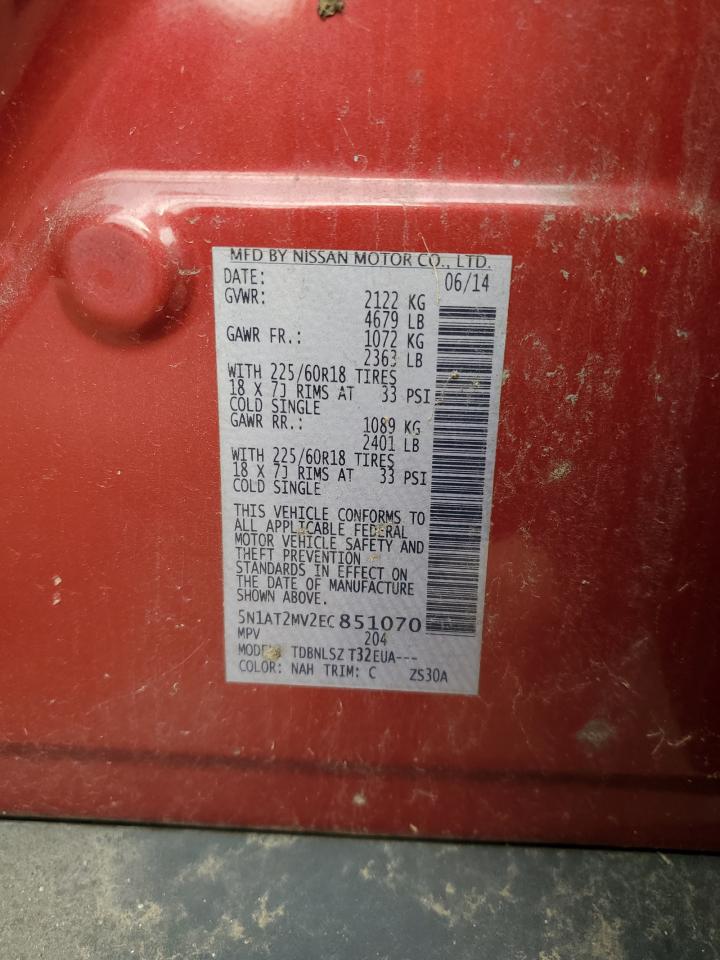 MFD BY NISSAN MOTOR CO., LTD.
DATE: 06/14
GVWR: 2122 KG
4679 LB
GAWR FR.: 1072 KG
2363 LB
WITH 225/60R18 TIRES
18 X 7J RIMS AT 33 PSI
COLD SINGLE
GAWR RR.: 1089 KG
2401 LB
WITH 225/60R18 TIRES
18 X 7J RIMS AT 33 PSI
COLD SINGLE
THIS VEHICLE CONFORMS TO
ALL APPLICABLE FEDERAL
MOTOR VEHICLE SAFETY AND
THEFT PREVENTION
STANDARDS IN EFFECT ON
THE DATE OF MANUFACTURE
SHOWN ABOVE.
5N1AT2MV2EC851070
MPV 204
MODEL: TDBNLSZ T32EUA---
COLOR: NAH TRIM: C ZS30A